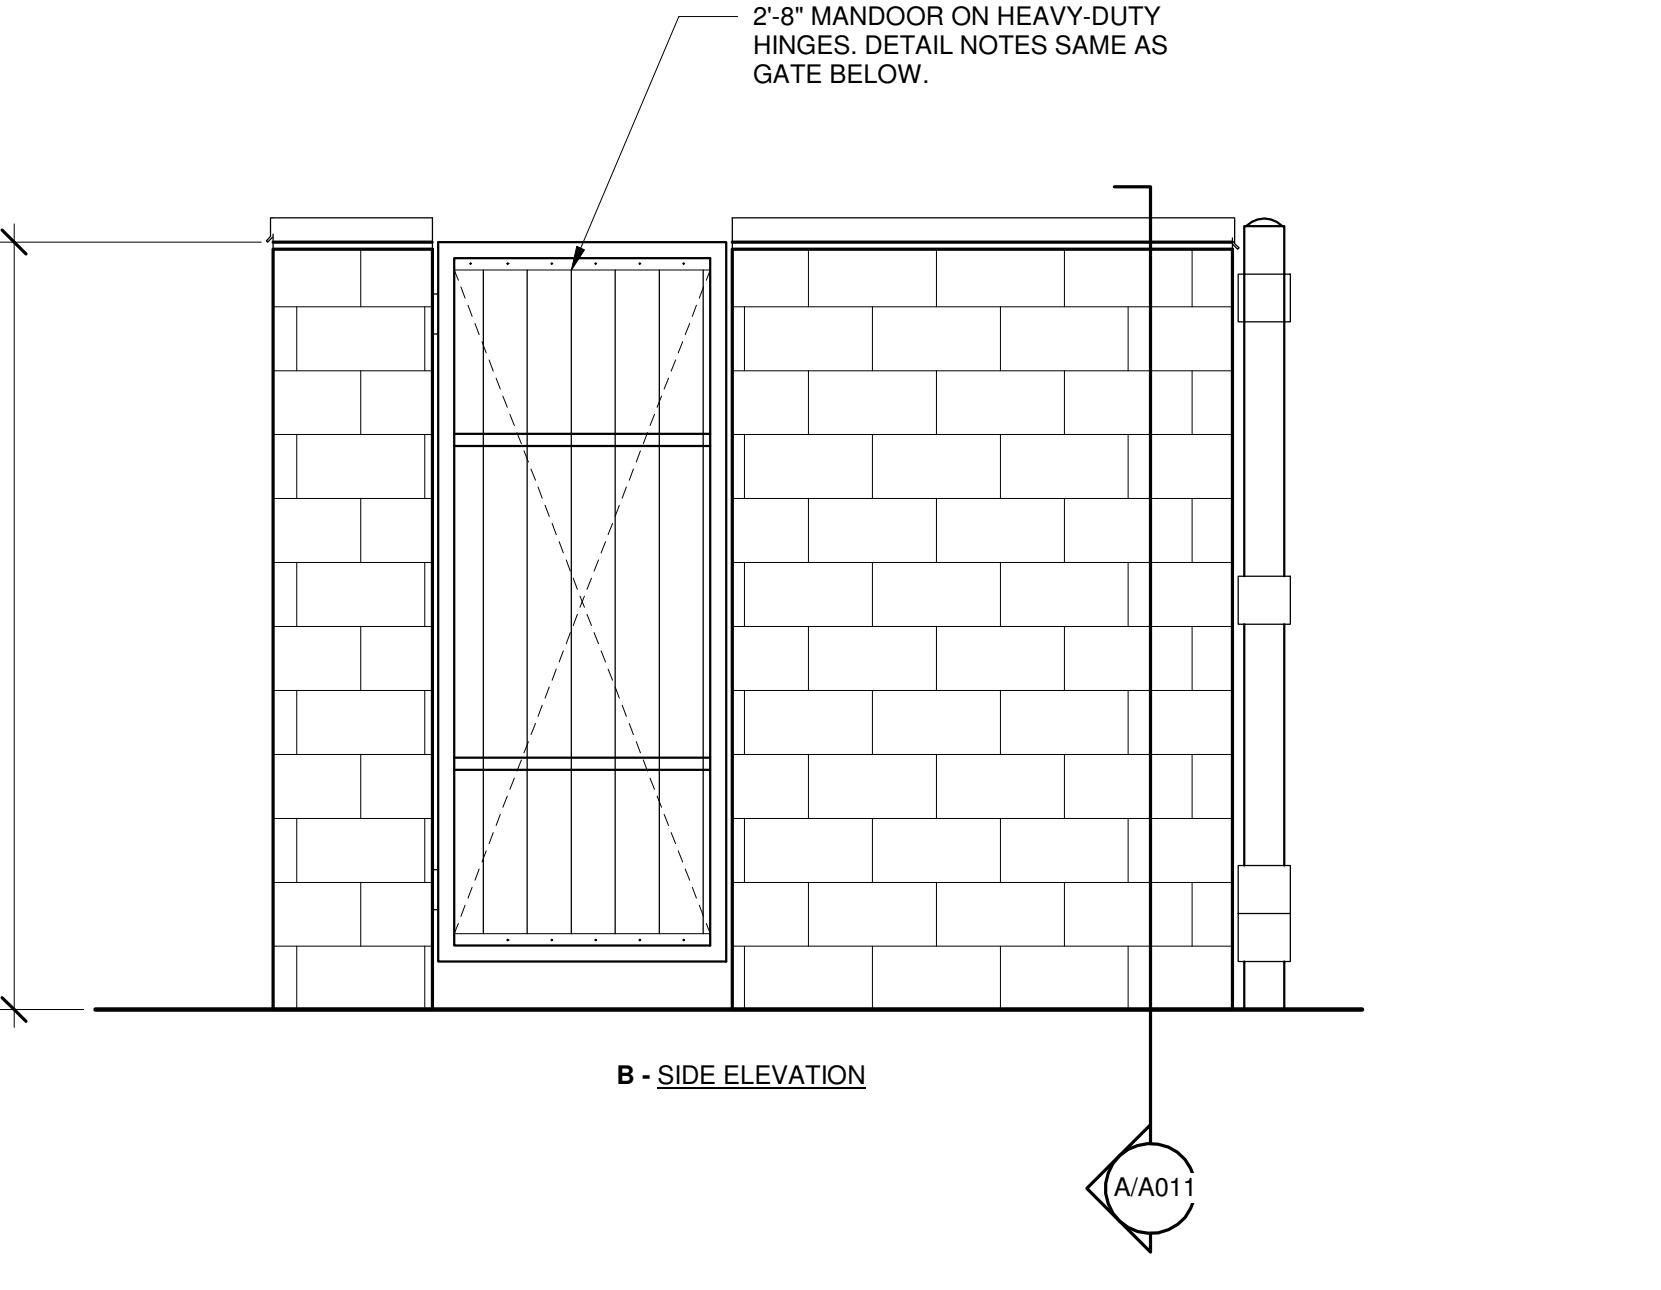 2'-8" MANDOOR ON HEAVY-DUTY
HINGES. DETAIL NOTES SAME AS
GATE BELOW.
B - SIDE ELEVATION
A/A011